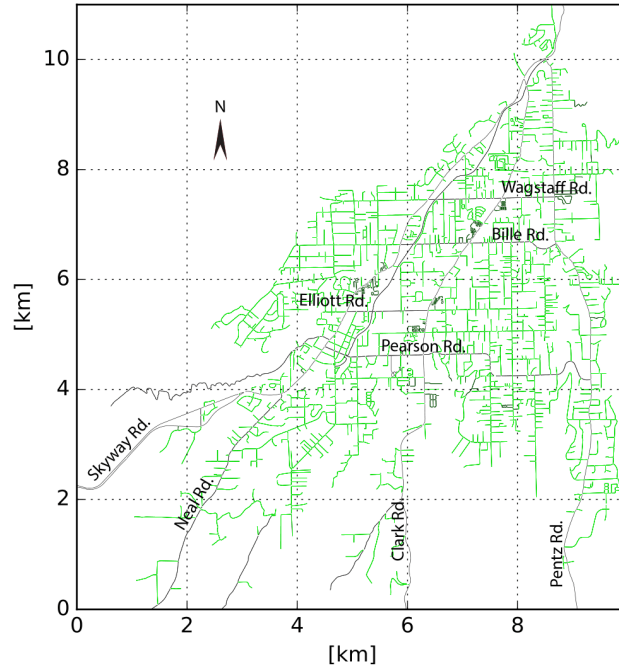 10
8
6
4
2
0
[km]
N
Wagstaff Rd.
Bille Rd.
Elliott Rd.
Pearson Rd.
Skyway Rd.
Neal Rd.
Clark Rd.
Pentz Rd.
0 2 4 6 8
[km]